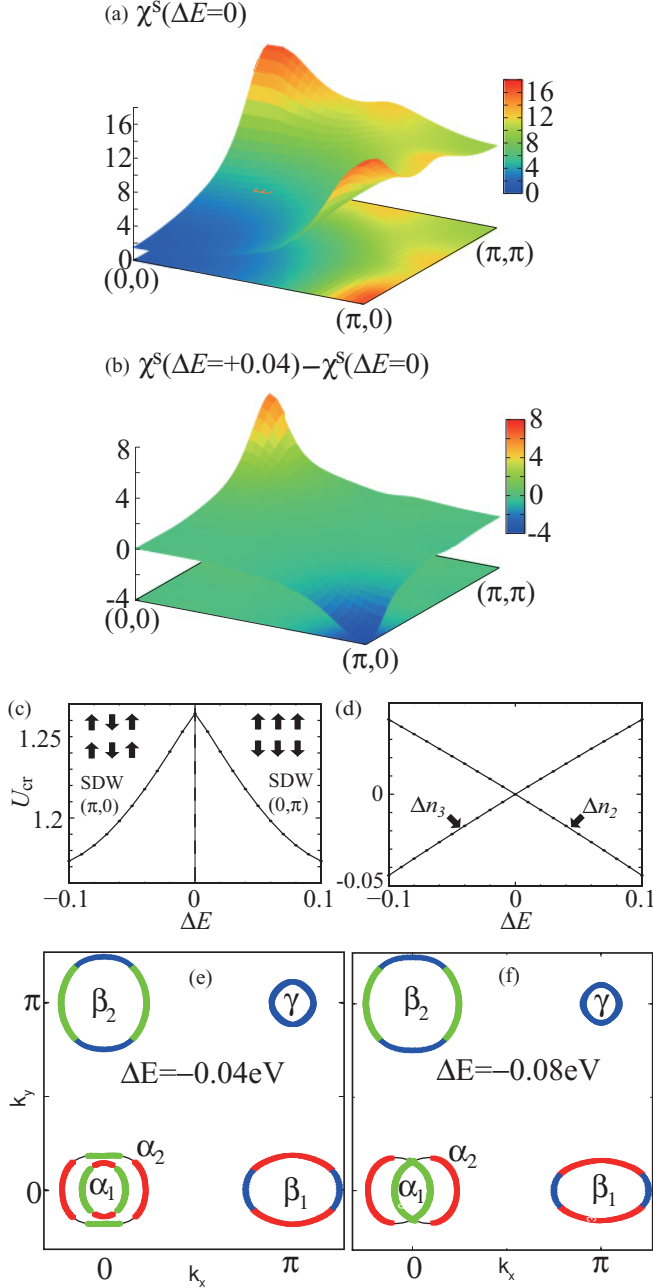 (a) χˢ(ΔE=0)
16
12
8
4
0
16
12
8
4
0
(0,0)
(π,π)
(π,0)
(b) χˢ(ΔE=+0.04)−χˢ(ΔE=0)
8
4
0
-4
8
4
0
-4
(0,0)
(π,π)
(π,0)
(c)
1.25
1.2
U_cr
SDW
(π,0)
SDW
(0,π)
−0.1
0
0.1
ΔE
(d)
0
-0.05
Δn₃
Δn₂
−0.1
0
0.1
ΔE
(e)
π
0
k_y
β₂
γ
ΔE=−0.04eV
α₂
α₁
β₁
0
k_x
π
(f)
β₂
γ
ΔE=−0.08eV
α₂
α₁
β₁
0
k_x
π